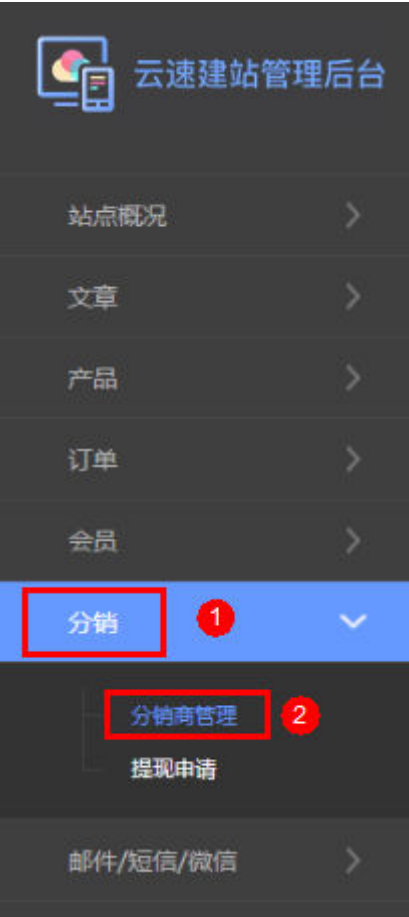 云速建站管理后台
站点概况
文章
产品
订单
会员
分销
1
分销商管理
2
提现申请
邮件/短信/微信